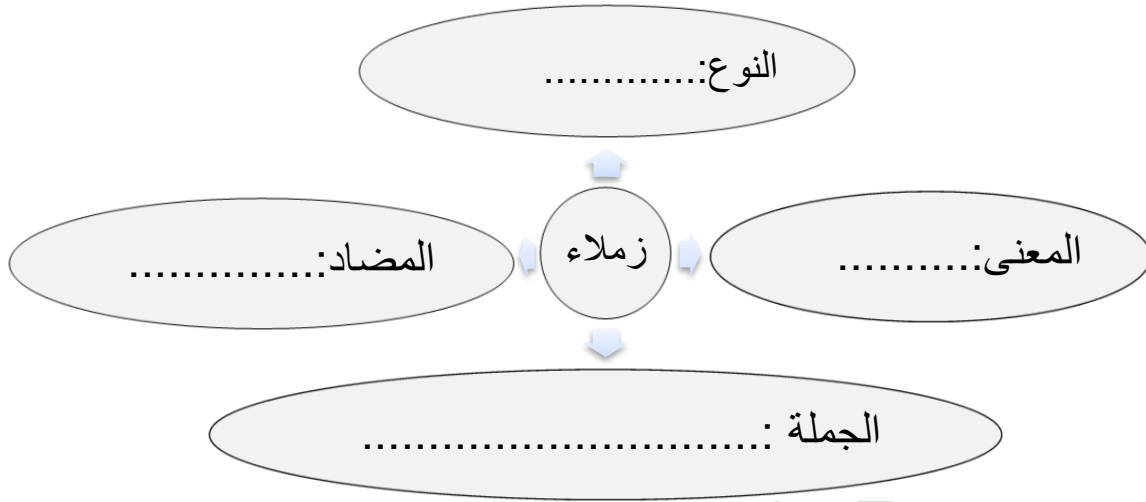 النوع:.............
زملاء
المعنى:...........
المضاد:...............
الجملة :..............................